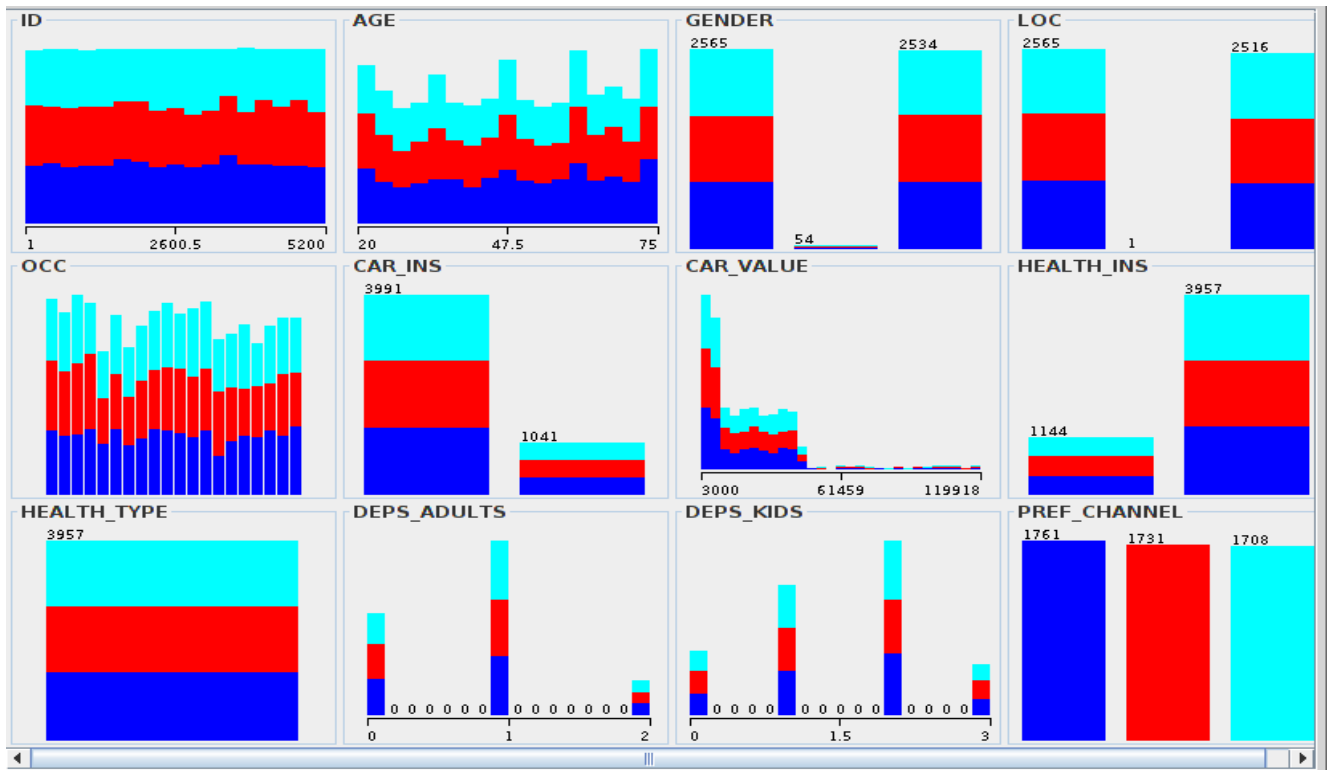 ID
1 2600.5 5200
AGE
20 47.5 75
GENDER
2565 54 2534
LOC
2565 1 2516
OCC
CAR_INS
3991 1041
CAR_VALUE
3000 61459 119918
HEALTH_INS
1144 3957
HEALTH_TYPE
3957
DEPS_ADULTS
0 0 0 0 0 0 0 0 0 0 0 0
0 1 2
DEPS_KIDS
0 0 0 0 0 0 0 0 0 0 0 0
0 1.5 3
PREF_CHANNEL
1761 1731 1708